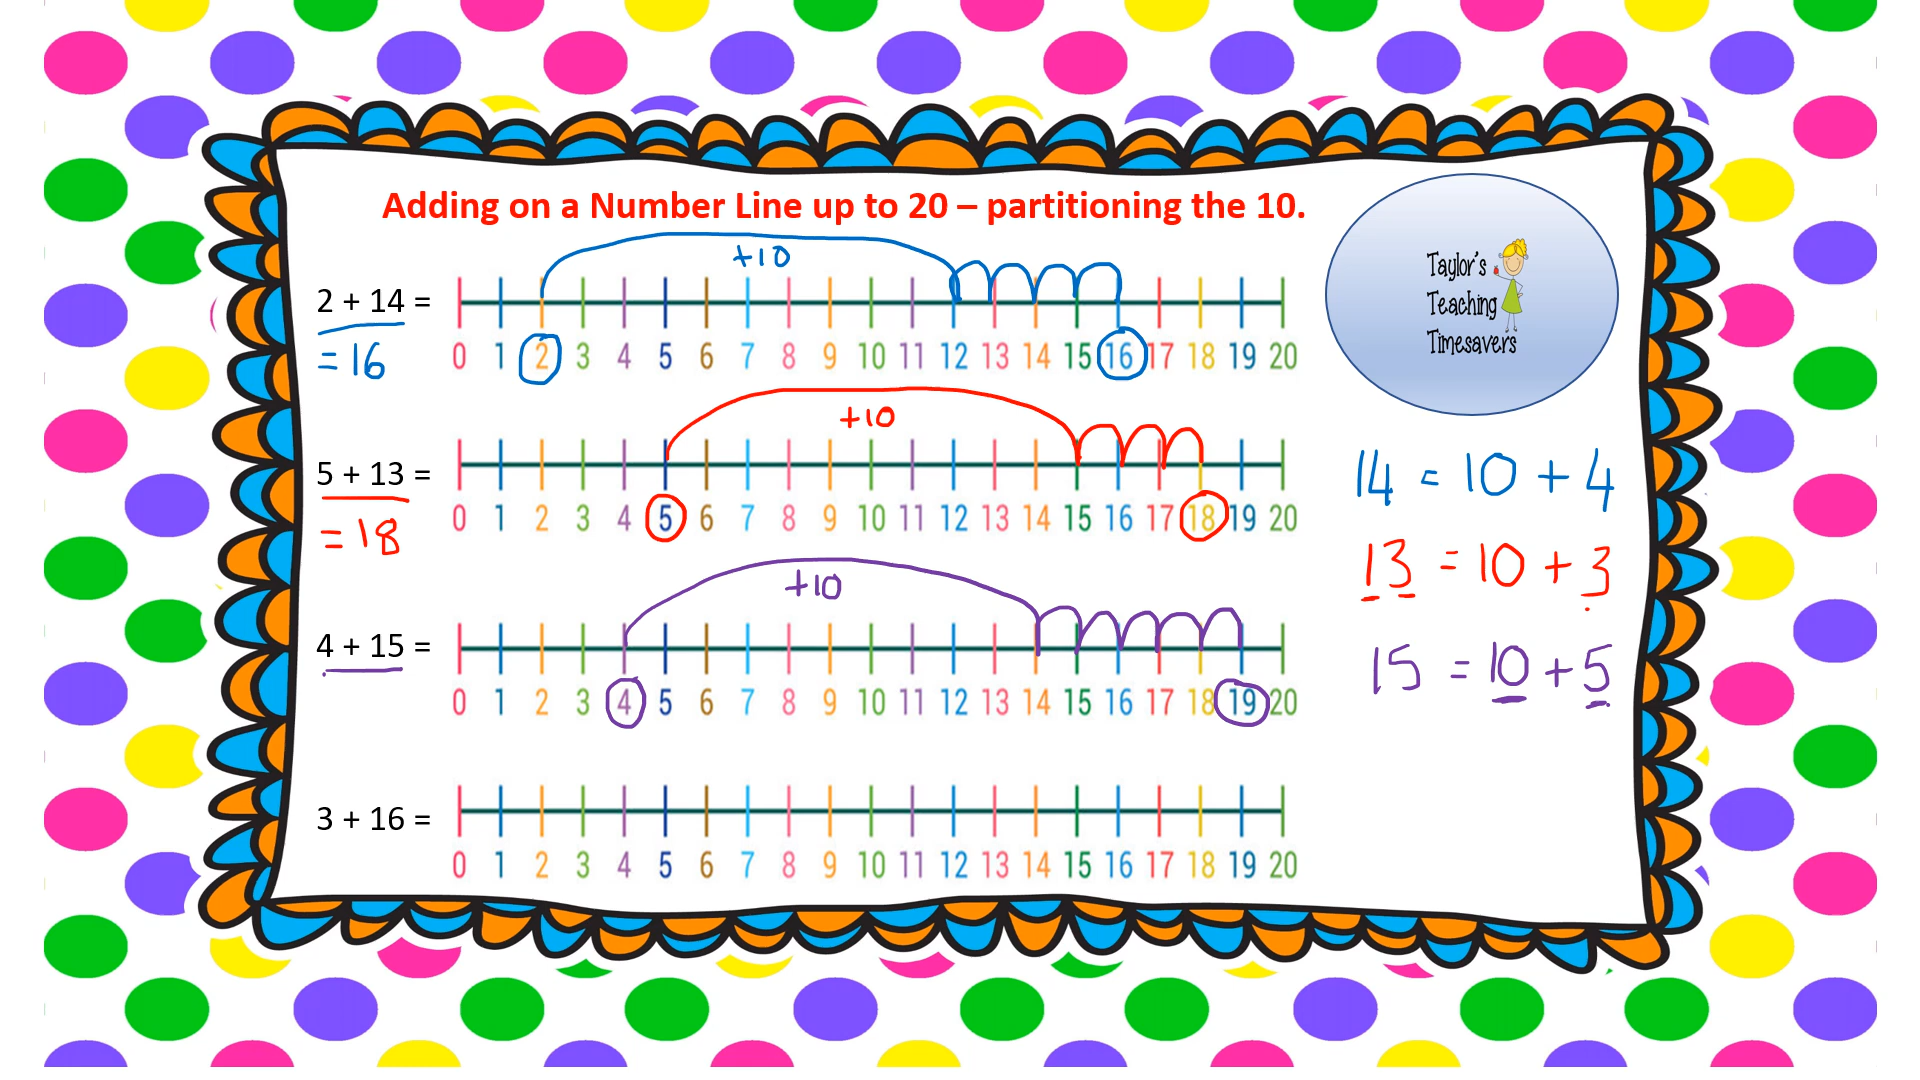 Adding on a Number Line up to 20 – partitioning the 10.
Taylor's
Teaching
Timesavers
+10
2 + 14 =
= 16
0 1 2 3 4 5 6 7 8 9 10 11 12 13 14 15 16 17 18 19 20
14 = 10 + 4
+10
5 + 13 =
= 18
0 1 2 3 4 5 6 7 8 9 10 11 12 13 14 15 16 17 18 19 20
13 = 10 + 3
+10
4 + 15 =
0 1 2 3 4 5 6 7 8 9 10 11 12 13 14 15 16 17 18 19 20
15 = 10 + 5
3 + 16 =
0 1 2 3 4 5 6 7 8 9 10 11 12 13 14 15 16 17 18 19 20